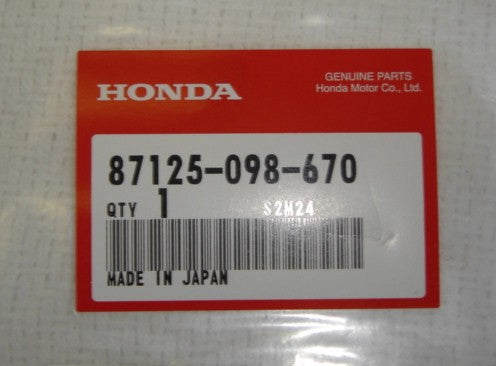 HONDA
GENUINE PARTS
Honda Motor Co., Ltd.
87125-098-670
QTY 1 S2M24
MADE IN JAPAN